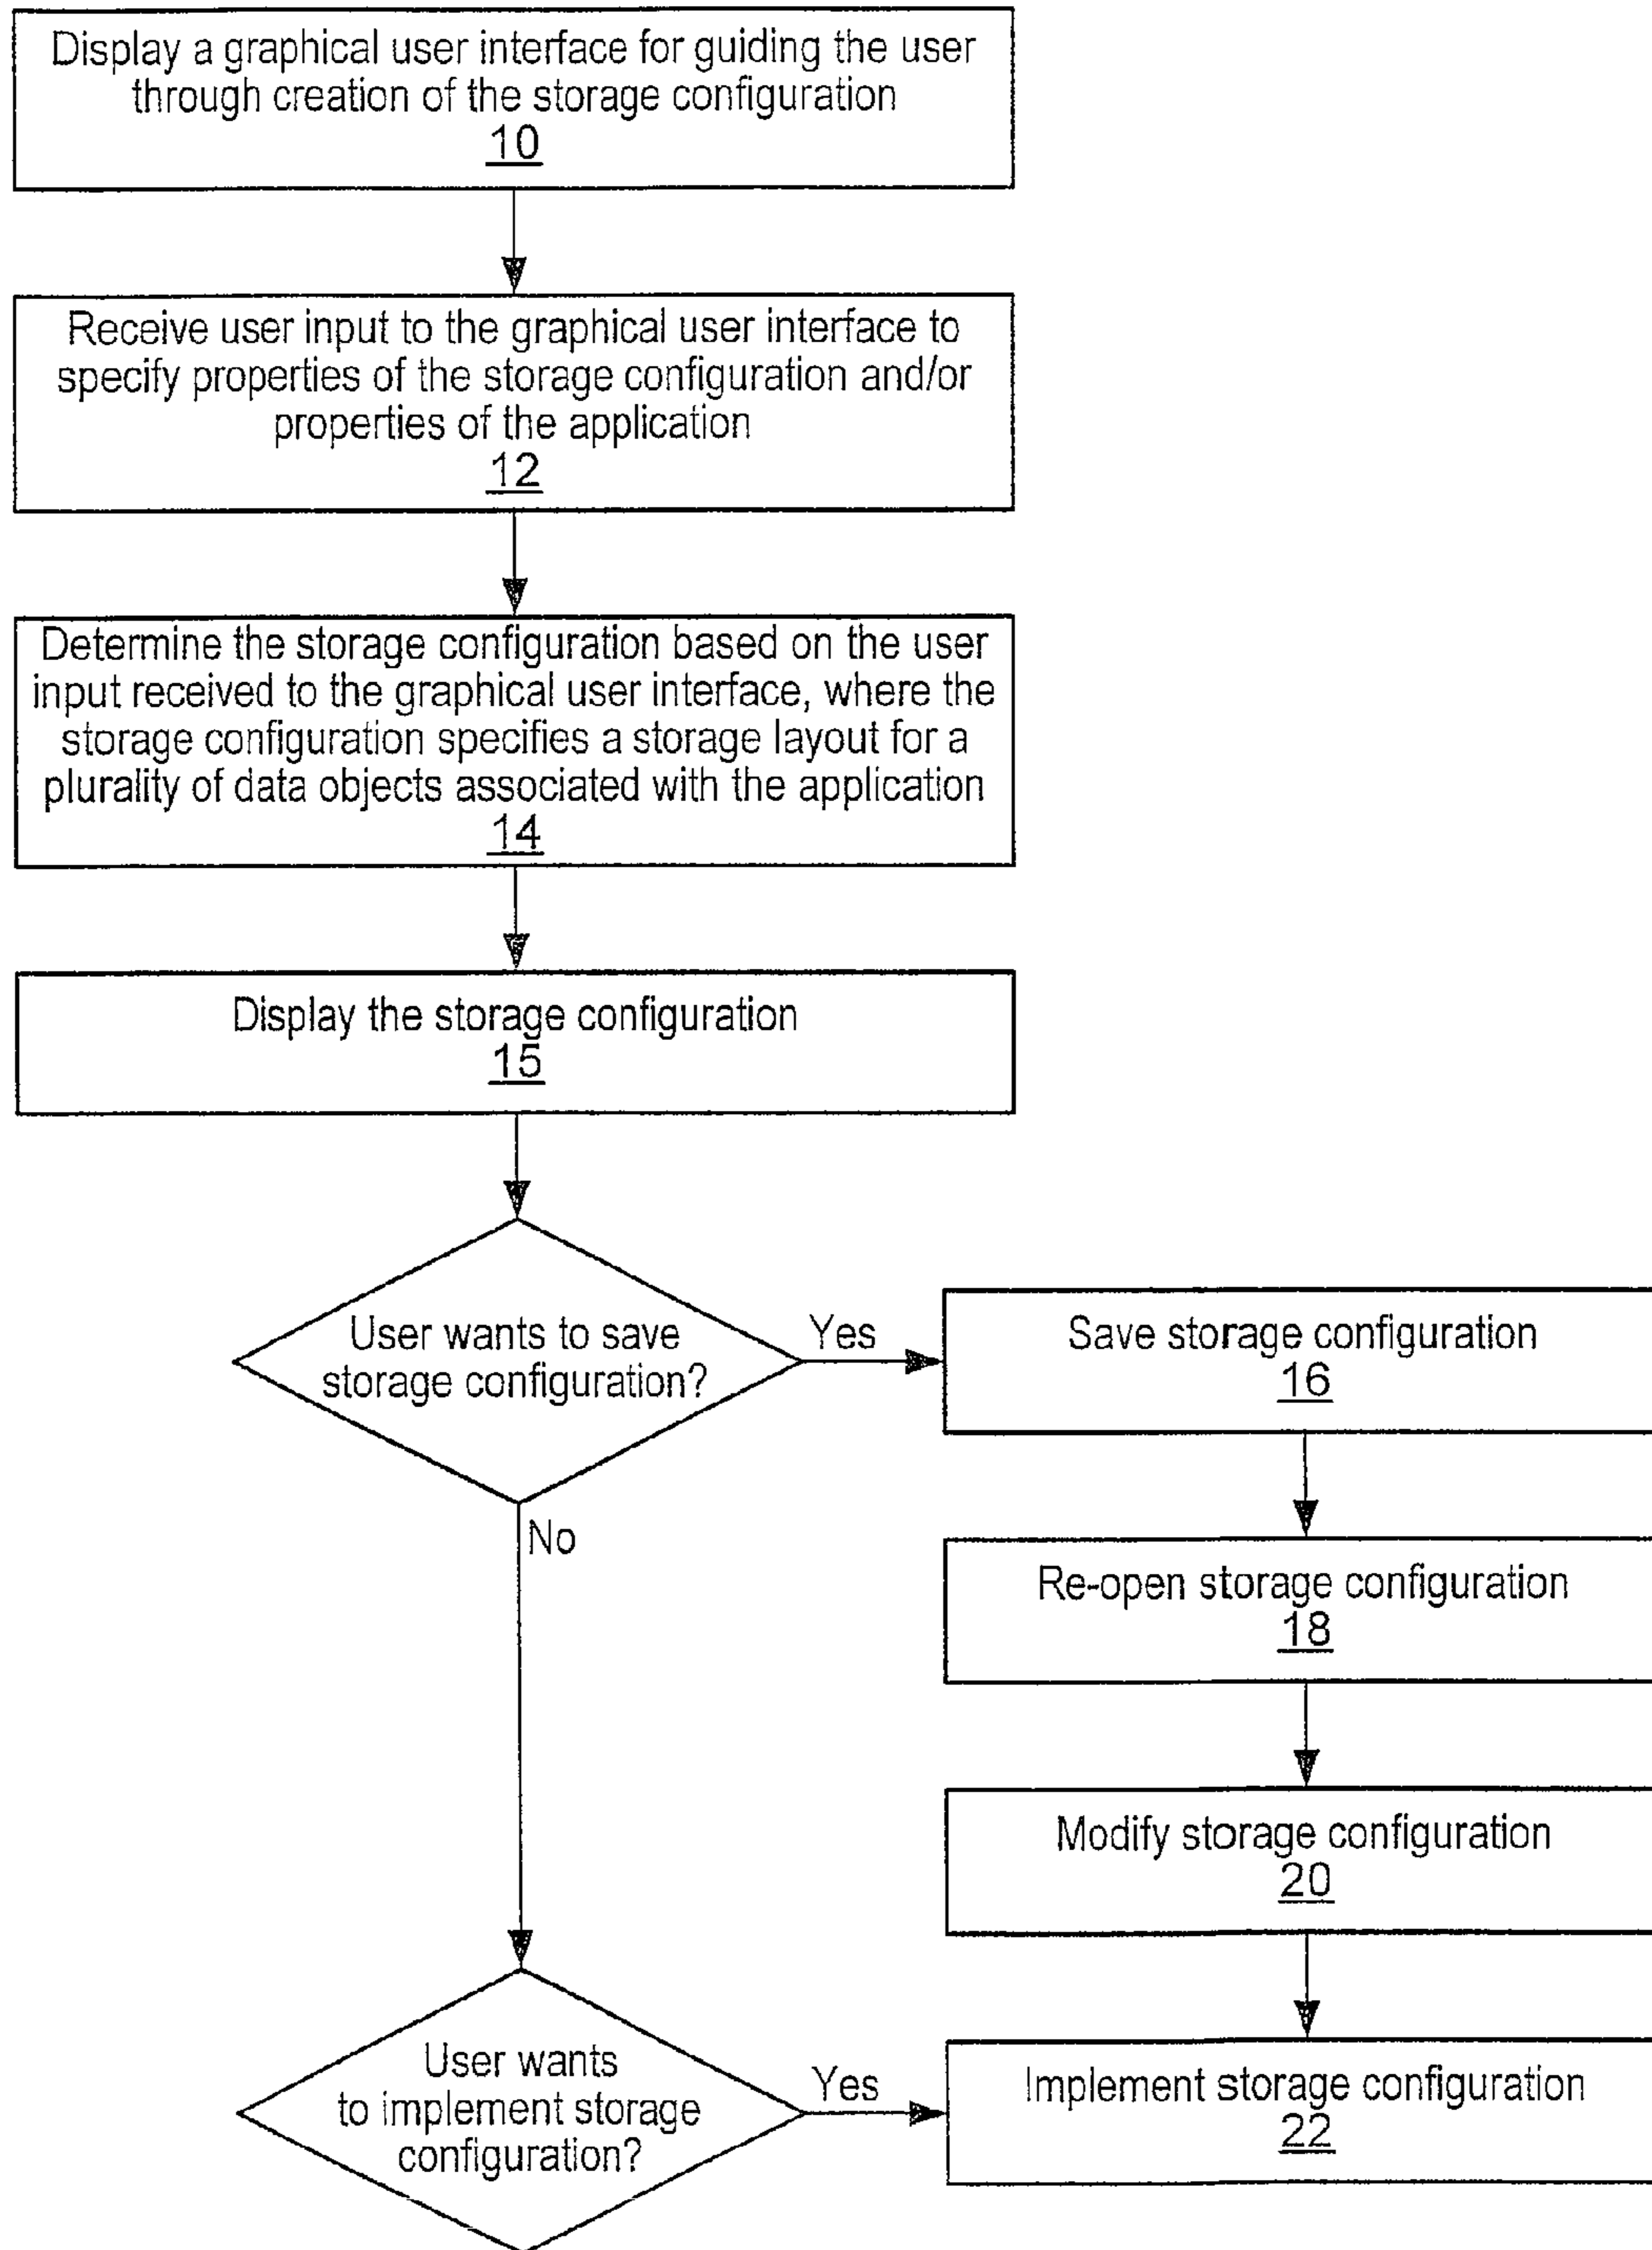 Display a graphical user interface for guiding the user
through creation of the storage configuration
10
Receive user input to the graphical user interface to
specify properties of the storage configuration and/or
properties of the application
12
Determine the storage configuration based on the user
input received to the graphical user interface, where the
storage configuration specifies a storage layout for a
plurality of data objects associated with the application
14
Display the storage configuration
15
User wants to save
storage configuration?
Yes
Save storage configuration
16
No
Re-open storage configuration
18
Modify storage configuration
20
User wants
to implement storage
configuration?
Yes
Implement storage configuration
22